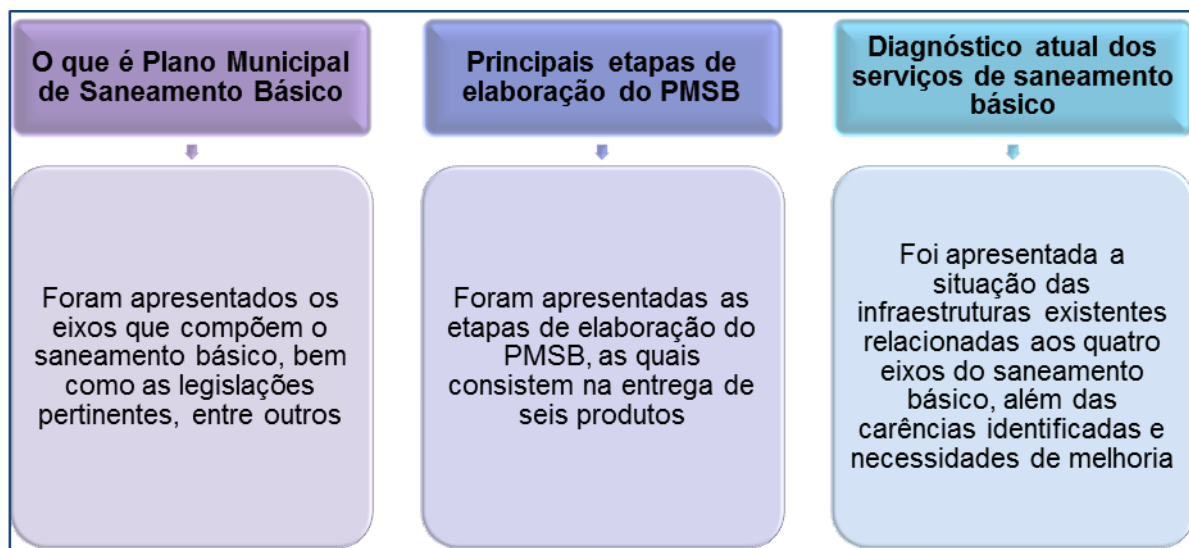 O que é Plano Municipal
de Saneamento Básico
Foram apresentados os
eixos que compõem o
saneamento básico, bem
como as legislações
pertinentes, entre outros
Principais etapas de
elaboração do PMSB
Foram apresentadas as
etapas de elaboração do
PMSB, as quais
consistem na entrega de
seis produtos
Diagnóstico atual dos
serviços de saneamento
básico
Foi apresentada a
situação das
infraestruturas existentes
relacionadas aos quatro
eixos do saneamento
básico, além das
carências identificadas e
necessidades de melhoria